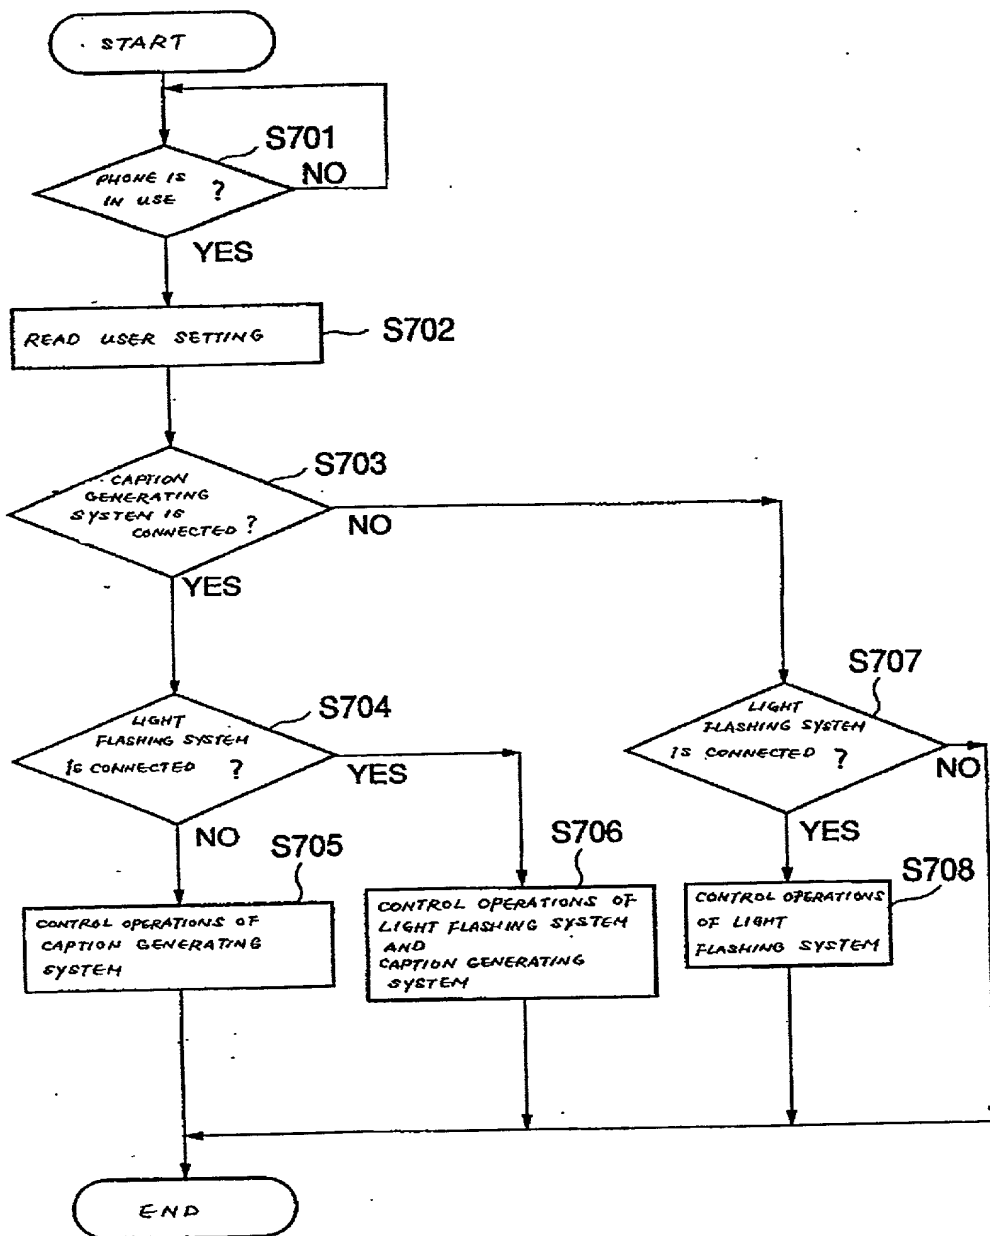 START
S701
PHONE IS
IN USE ?
NO
YES
READ USER SETTING
S702
S703
CAPTION
GENERATING
SYSTEM IS
CONNECTED ?
NO
YES
S704
LIGHT
FLASHING SYSTEM
IS CONNECTED ?
YES
NO
S707
LIGHT
FLASHING SYSTEM
IS CONNECTED ?
NO
YES
S705
CONTROL OPERATIONS OF
CAPTION GENERATING
SYSTEM
S706
CONTROL OPERATIONS OF
LIGHT FLASHING SYSTEM
AND
CAPTION GENERATING
SYSTEM
S708
CONTROL OPERATIONS
OF LIGHT
FLASHING SYSTEM
END